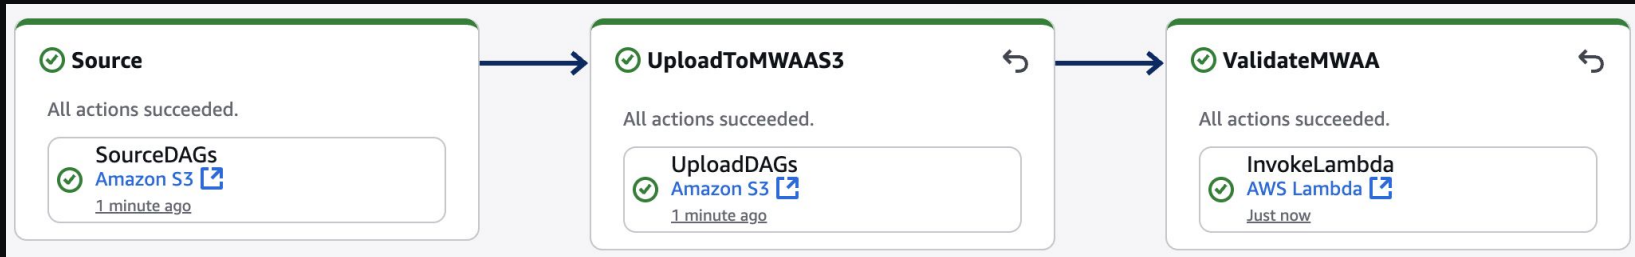 Source
All actions succeeded.
SourceDAGs
Amazon S3
1 minute ago
UploadToMWAAS3
All actions succeeded.
UploadDAGs
Amazon S3
1 minute ago
ValidateMWAA
All actions succeeded.
InvokeLambda
AWS Lambda
Just now